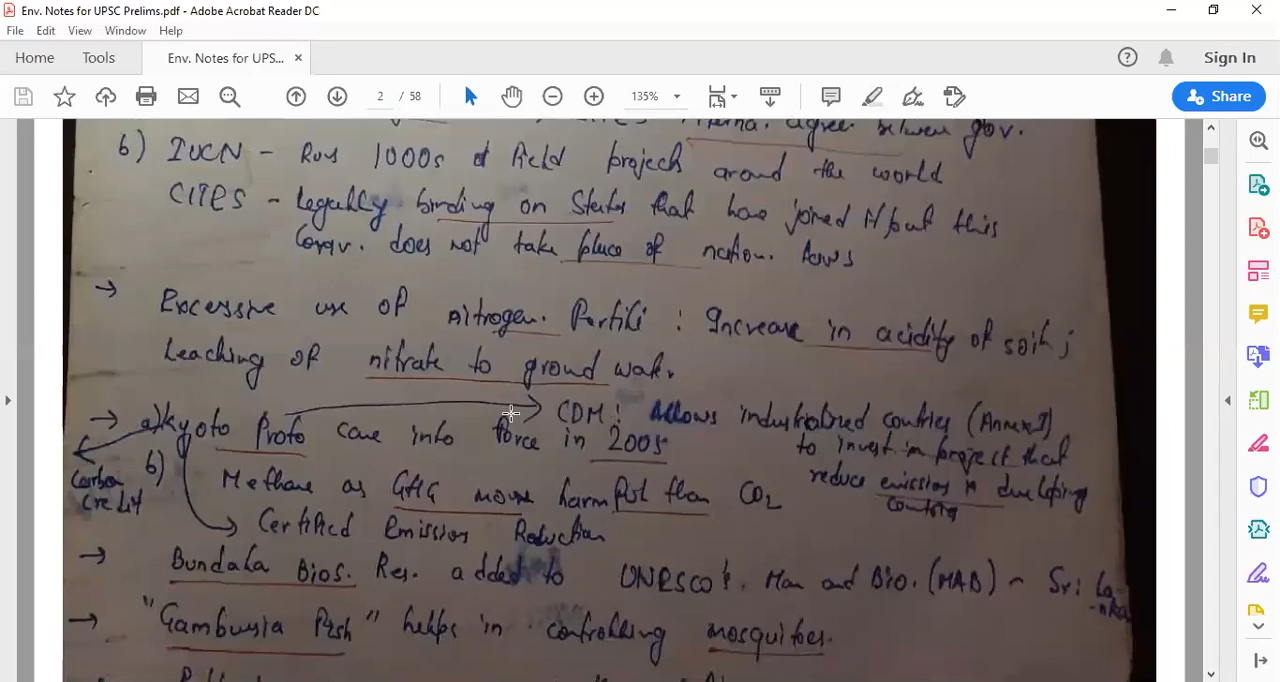 Env. Notes for UPSC Prelims.pdf - Adobe Acrobat Reader DC
File Edit View Window Help
Home Tools Env. Notes for UPS... × Sign In
2 / 58 135% Share
agree. between gov.
6) IUCN - Runs 1000s of field projects around the world
CITES - legally binding on States that have joined it but this
Conv. does not take place of nation. laws
→ Excessive use of nitrogen. Fertili : Increase in acidity of soil ;
Leaching of nitrate to ground wat.
→ a) Kyoto Proto came into force in 2005
CDM : Allows industrialized countries (Annex I)
to invest in project that
reduce emission in developing
countries
Carbon
Credit
b) Methane as GHG more harmful than CO2
→ Certified Emission Reduction
→ Bundala Bios. Res. added to UNESCO's. Man and Bio. (MAB) - Sri La-
-nka
→ "Gambusia Fish" helps in controlling mosquitoes.